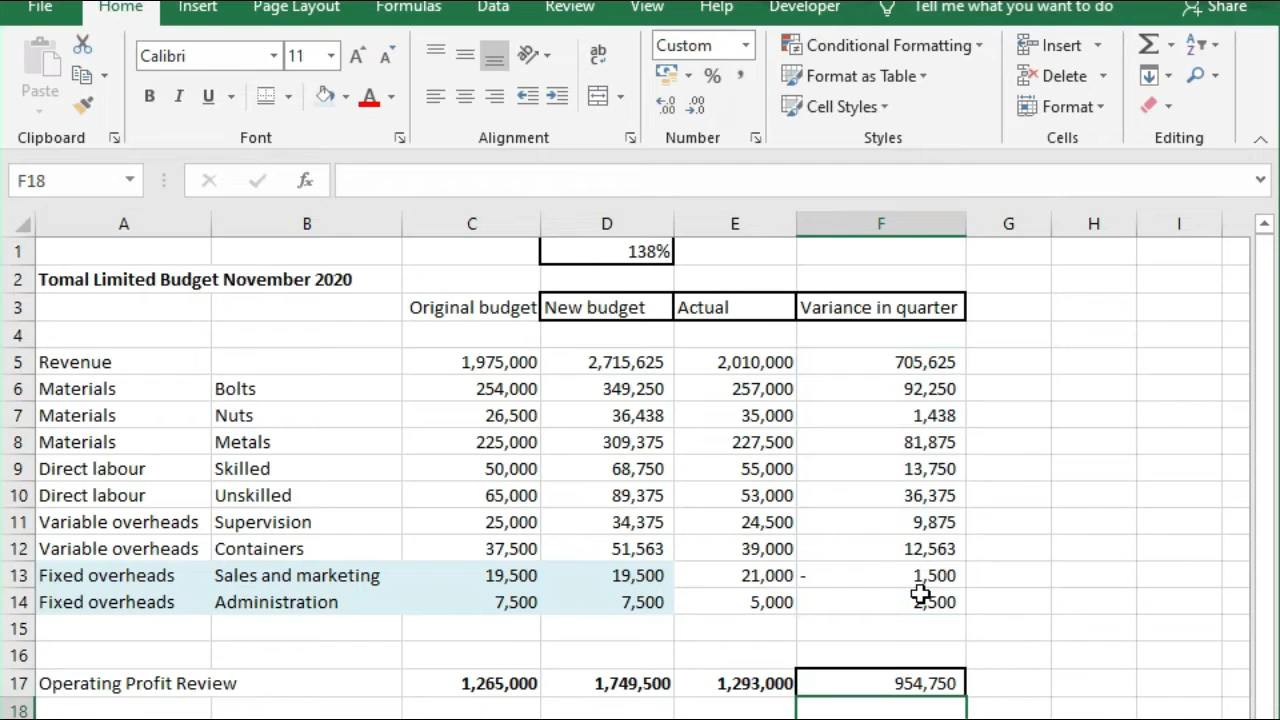 File Home Insert Page Layout Formulas Data Review View Help Developer Tell me what you want to do Share
Calibri 11 Custom Conditional Formatting Insert
Paste Format as Table Delete
B I U Cell Styles Format
Clipboard Font Alignment Number Styles Cells Editing
F18 fx
A B C D E F G H I
1 138%
2 Tomal Limited Budget November 2020
3 Original budget New budget Actual Variance in quarter
4
5 Revenue 1,975,000 2,715,625 2,010,000 705,625
6 Materials Bolts 254,000 349,250 257,000 92,250
7 Materials Nuts 26,500 36,438 35,000 1,438
8 Materials Metals 225,000 309,375 227,500 81,875
9 Direct labour Skilled 50,000 68,750 55,000 13,750
10 Direct labour Unskilled 65,000 89,375 53,000 36,375
11 Variable overheads Supervision 25,000 34,375 24,500 9,875
12 Variable overheads Containers 37,500 51,563 39,000 12,563
13 Fixed overheads Sales and marketing 19,500 19,500 21,000 - 1,500
14 Fixed overheads Administration 7,500 7,500 5,000 2,500
15
16
17 Operating Profit Review 1,265,000 1,749,500 1,293,000 954,750
18